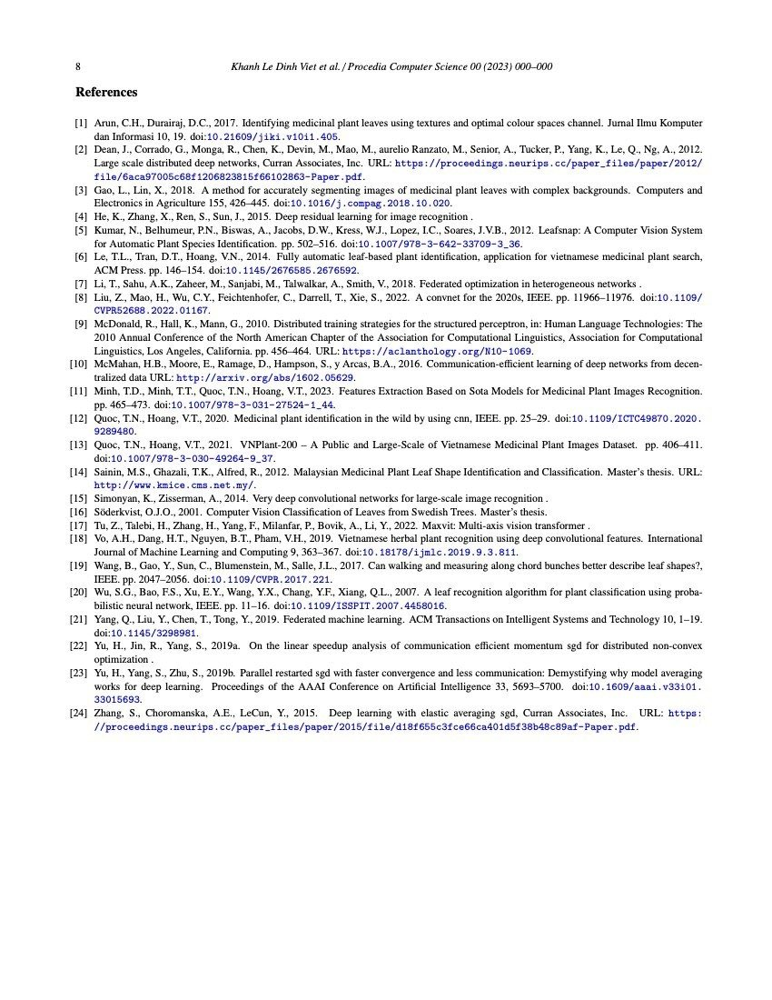 8
Khanh Le Dinh Viet et al. / Procedia Computer Science 00 (2023) 000–000
References
[1] Arun, C.H., Durairaj, D.C., 2017. Identifying medicinal plant leaves using textures and optimal colour spaces channel. Jurnal Ilmu Komputer
dan Informasi 10, 19. doi:10.21609/jiki.v10i1.405.
[2] Dean, J., Corrado, G., Monga, R., Chen, K., Devin, M., Mao, M., aurelio Ranzato, M., Senior, A., Tucker, P., Yang, K., Le, Q., Ng, A., 2012.
Large scale distributed deep networks, Curran Associates, Inc. URL: https://proceedings.neurips.cc/paper_files/paper/2012/
file/6aca97005c68f1206823815f66102863-Paper.pdf.
[3] Gao, L., Lin, X., 2018. A method for accurately segmenting images of medicinal plant leaves with complex backgrounds. Computers and
Electronics in Agriculture 155, 426–445. doi:10.1016/j.compag.2018.10.020.
[4] He, K., Zhang, X., Ren, S., Sun, J., 2015. Deep residual learning for image recognition .
[5] Kumar, N., Belhumeur, P.N., Biswas, A., Jacobs, D.W., Kress, W.J., Lopez, I.C., Soares, J.V.B., 2012. Leafsnap: A Computer Vision System
for Automatic Plant Species Identification. pp. 502–516. doi:10.1007/978-3-642-33709-3_36.
[6] Le, T.L., Tran, D.T., Hoang, V.N., 2014. Fully automatic leaf-based plant identification, application for vietnamese medicinal plant search,
ACM Press. pp. 146–154. doi:10.1145/2676585.2676592.
[7] Li, T., Sahu, A.K., Zaheer, M., Sanjabi, M., Talwalkar, A., Smith, V., 2018. Federated optimization in heterogeneous networks .
[8] Liu, Z., Mao, H., Wu, C.Y., Feichtenhofer, C., Darrell, T., Xie, S., 2022. A convnet for the 2020s, IEEE. pp. 11966–11976. doi:10.1109/
CVPR52688.2022.01167.
[9] McDonald, R., Hall, K., Mann, G., 2010. Distributed training strategies for the structured perceptron, in: Human Language Technologies: The
2010 Annual Conference of the North American Chapter of the Association for Computational Linguistics, Association for Computational
Linguistics, Los Angeles, California. pp. 456–464. URL: https://aclanthology.org/N10-1069.
[10] McMahan, H.B., Moore, E., Ramage, D., Hampson, S., y Arcas, B.A., 2016. Communication-efficient learning of deep networks from decen-
tralized data URL: http://arxiv.org/abs/1602.05629.
[11] Minh, T.D., Minh, T.T., Quoc, T.N., Hoang, V.T., 2023. Features Extraction Based on Sota Models for Medicinal Plant Images Recognition.
pp. 465–473. doi:10.1007/978-3-031-27524-1_44.
[12] Quoc, T.N., Hoang, V.T., 2020. Medicinal plant identification in the wild by using cnn, IEEE. pp. 25–29. doi:10.1109/ICTC49870.2020.
9289480.
[13] Quoc, T.N., Hoang, V.T., 2021. VNPlant-200 – A Public and Large-Scale of Vietnamese Medicinal Plant Images Dataset. pp. 406–411.
doi:10.1007/978-3-030-49264-9_37.
[14] Sainin, M.S., Ghazali, T.K., Alfred, R., 2012. Malaysian Medicinal Plant Leaf Shape Identification and Classification. Master's thesis. URL:
http://www.kmice.cms.net.my/.
[15] Simonyan, K., Zisserman, A., 2014. Very deep convolutional networks for large-scale image recognition .
[16] Söderkvist, O.J.O., 2001. Computer Vision Classification of Leaves from Swedish Trees. Master's thesis.
[17] Tu, Z., Talebi, H., Zhang, H., Yang, F., Milanfar, P., Bovik, A., Li, Y., 2022. Maxvit: Multi-axis vision transformer .
[18] Vo, A.H., Dang, H.T., Nguyen, B.T., Pham, V.H., 2019. Vietnamese herbal plant recognition using deep convolutional features. International
Journal of Machine Learning and Computing 9, 363–367. doi:10.18178/ijmlc.2019.9.3.811.
[19] Wang, B., Gao, Y., Sun, C., Blumenstein, M., Salle, J.L., 2017. Can walking and measuring along chord bunches better describe leaf shapes?,
IEEE. pp. 2047–2056. doi:10.1109/CVPR.2017.221.
[20] Wu, S.G., Bao, F.S., Xu, E.Y., Wang, Y.X., Chang, Y.F., Xiang, Q.L., 2007. A leaf recognition algorithm for plant classification using proba-
bilistic neural network, IEEE. pp. 11–16. doi:10.1109/ISSPIT.2007.4458016.
[21] Yang, Q., Liu, Y., Chen, T., Tong, Y., 2019. Federated machine learning. ACM Transactions on Intelligent Systems and Technology 10, 1–19.
doi:10.1145/3298981.
[22] Yu, H., Jin, R., Yang, S., 2019a. On the linear speedup analysis of communication efficient momentum sgd for distributed non-convex
optimization .
[23] Yu, H., Yang, S., Zhu, S., 2019b. Parallel restarted sgd with faster convergence and less communication: Demystifying why model averaging
works for deep learning. Proceedings of the AAAI Conference on Artificial Intelligence 33, 5693–5700. doi:10.1609/aaai.v33i01.
33015693.
[24] Zhang, S., Choromanska, A.E., LeCun, Y., 2015. Deep learning with elastic averaging sgd, Curran Associates, Inc. URL: https:
//proceedings.neurips.cc/paper_files/paper/2015/file/d18f655c3fce66ca401d5f38b48c89af-Paper.pdf.